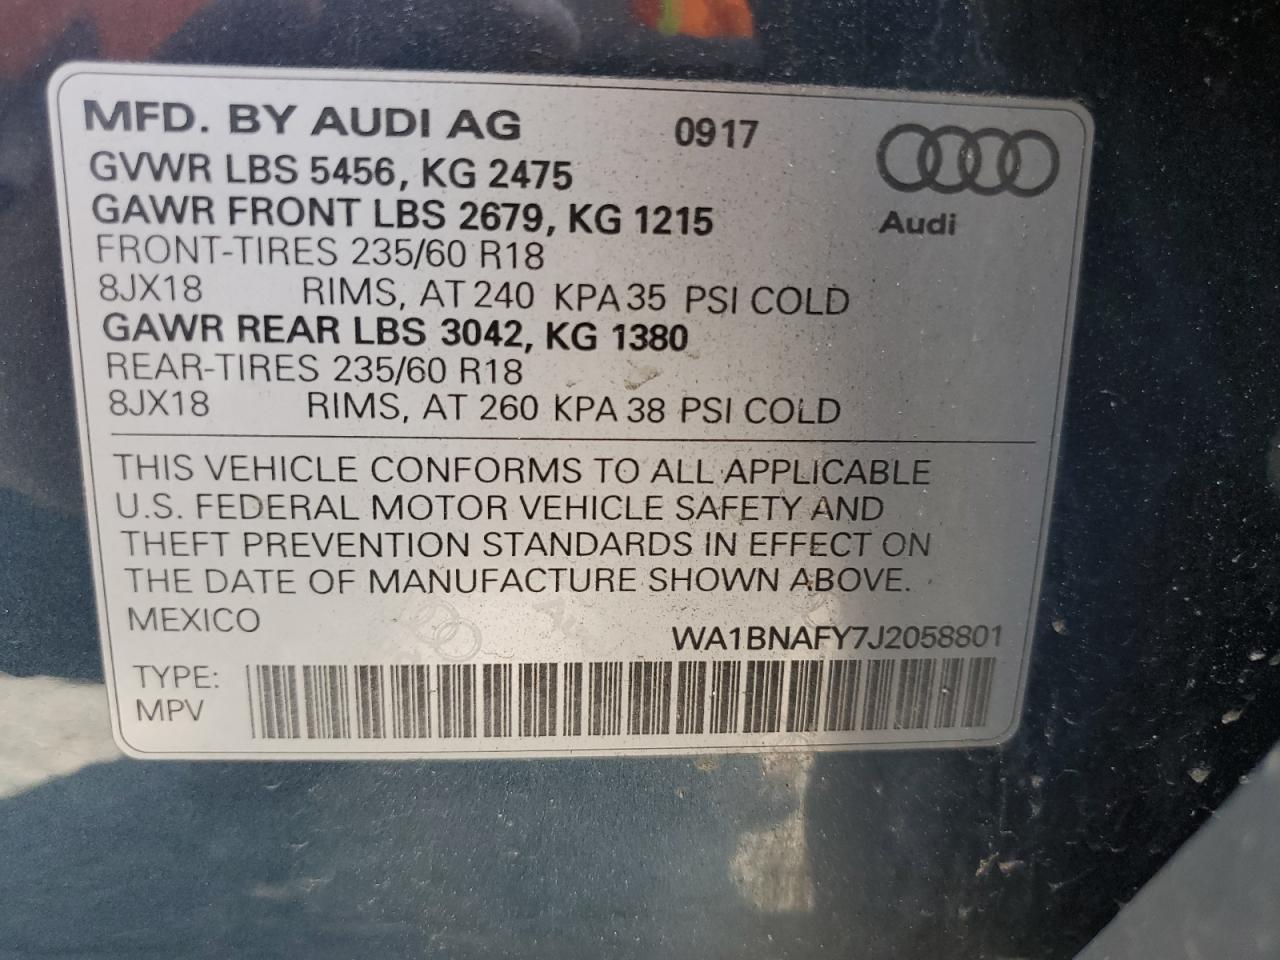 MFD. BY AUDI AG 0917
GVWR LBS 5456, KG 2475
GAWR FRONT LBS 2679, KG 1215
Audi
FRONT-TIRES 235/60 R18
8JX18 RIMS, AT 240 KPA 35 PSI COLD
GAWR REAR LBS 3042, KG 1380
REAR-TIRES 235/60 R18
8JX18 RIMS, AT 260 KPA 38 PSI COLD
THIS VEHICLE CONFORMS TO ALL APPLICABLE
U.S. FEDERAL MOTOR VEHICLE SAFETY AND
THEFT PREVENTION STANDARDS IN EFFECT ON
THE DATE OF MANUFACTURE SHOWN ABOVE.
MEXICO
WA1BNAFY7J2058801
TYPE:
MPV